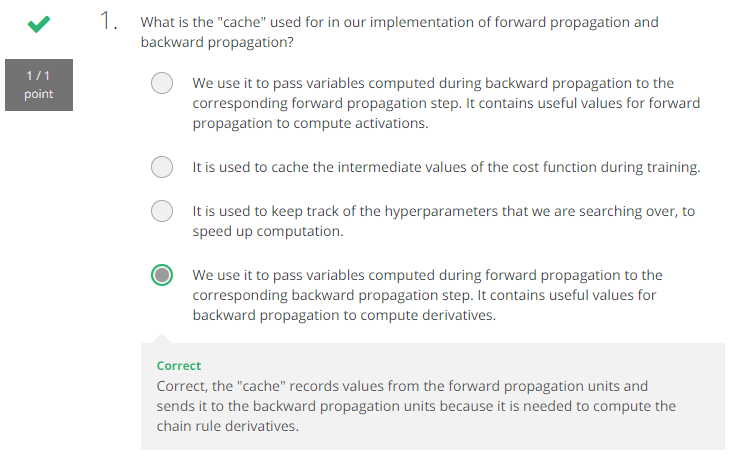 1. What is the "cache" used for in our implementation of forward propagation and
backward propagation?
1 / 1
point
We use it to pass variables computed during backward propagation to the
corresponding forward propagation step. It contains useful values for forward
propagation to compute activations.
It is used to cache the intermediate values of the cost function during training.
It is used to keep track of the hyperparameters that we are searching over, to
speed up computation.
We use it to pass variables computed during forward propagation to the
corresponding backward propagation step. It contains useful values for
backward propagation to compute derivatives.
Correct
Correct, the "cache" records values from the forward propagation units and
sends it to the backward propagation units because it is needed to compute the
chain rule derivatives.